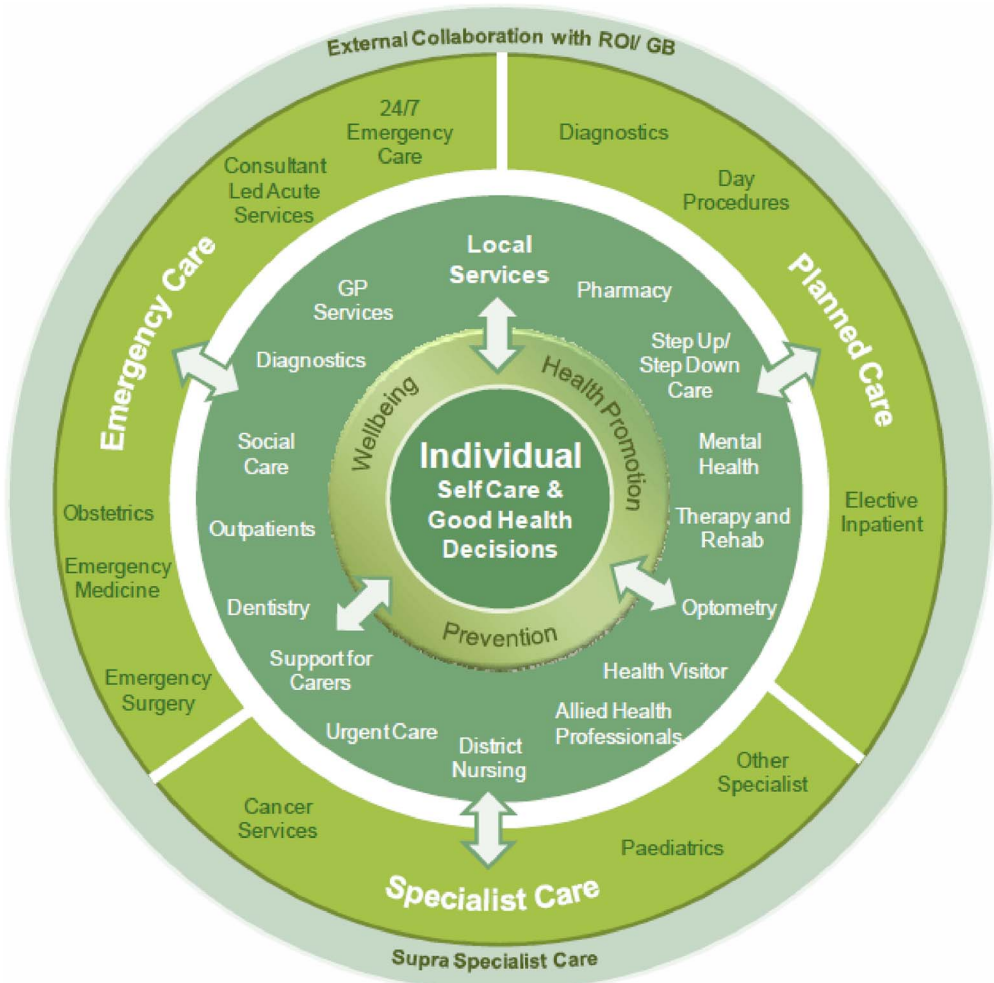 External Collaboration with ROI/ GB
24/7
Emergency
Care
Consultant
Led Acute
Services
Emergency Care
Obstetrics
Emergency
Medicine
Emergency
Surgery
Diagnostics
Day
Procedures
Planned Care
Elective
Inpatient
Local
Services
GP
Services
Diagnostics
Social
Care
Outpatients
Dentistry
Support for
Carers
Urgent Care
District
Nursing
Pharmacy
Step Up/
Step Down
Care
Mental
Health
Therapy and
Rehab
Optometry
Health Visitor
Allied Health
Professionals
Wellbeing
Health Promotion
Prevention
Individual
Self Care &
Good Health
Decisions
Cancer
Services
Specialist Care
Paediatrics
Other
Specialist
Supra Specialist Care